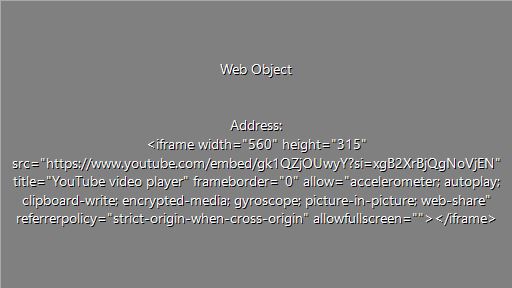 Web Object
Address:
<iframe width="560" height="315"
src="https://www.youtube.com/embed/gk1QZjOUwyY?si=xgB2XrBjQgNoVjEN"
title="YouTube video player" frameborder="0" allow="accelerometer; autoplay;
clipboard-write; encrypted-media; gyroscope; picture-in-picture; web-share"
referrerpolicy="strict-origin-when-cross-origin" allowfullscreen=""></iframe>